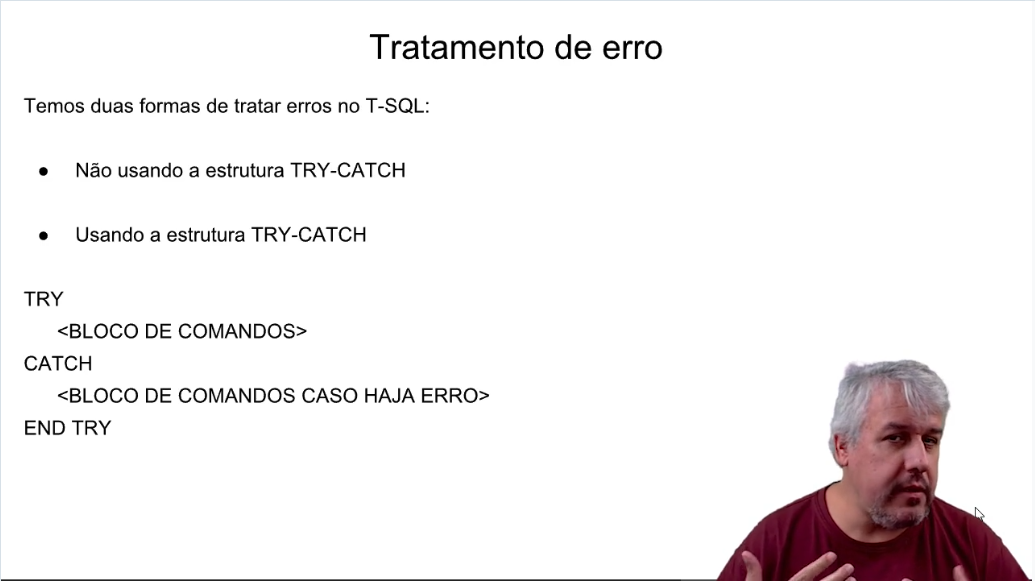 Tratamento de erro
Temos duas formas de tratar erros no T-SQL:
● Não usando a estrutura TRY-CATCH
● Usando a estrutura TRY-CATCH
TRY
<BLOCO DE COMANDOS>
CATCH
<BLOCO DE COMANDOS CASO HAJA ERRO>
END TRY